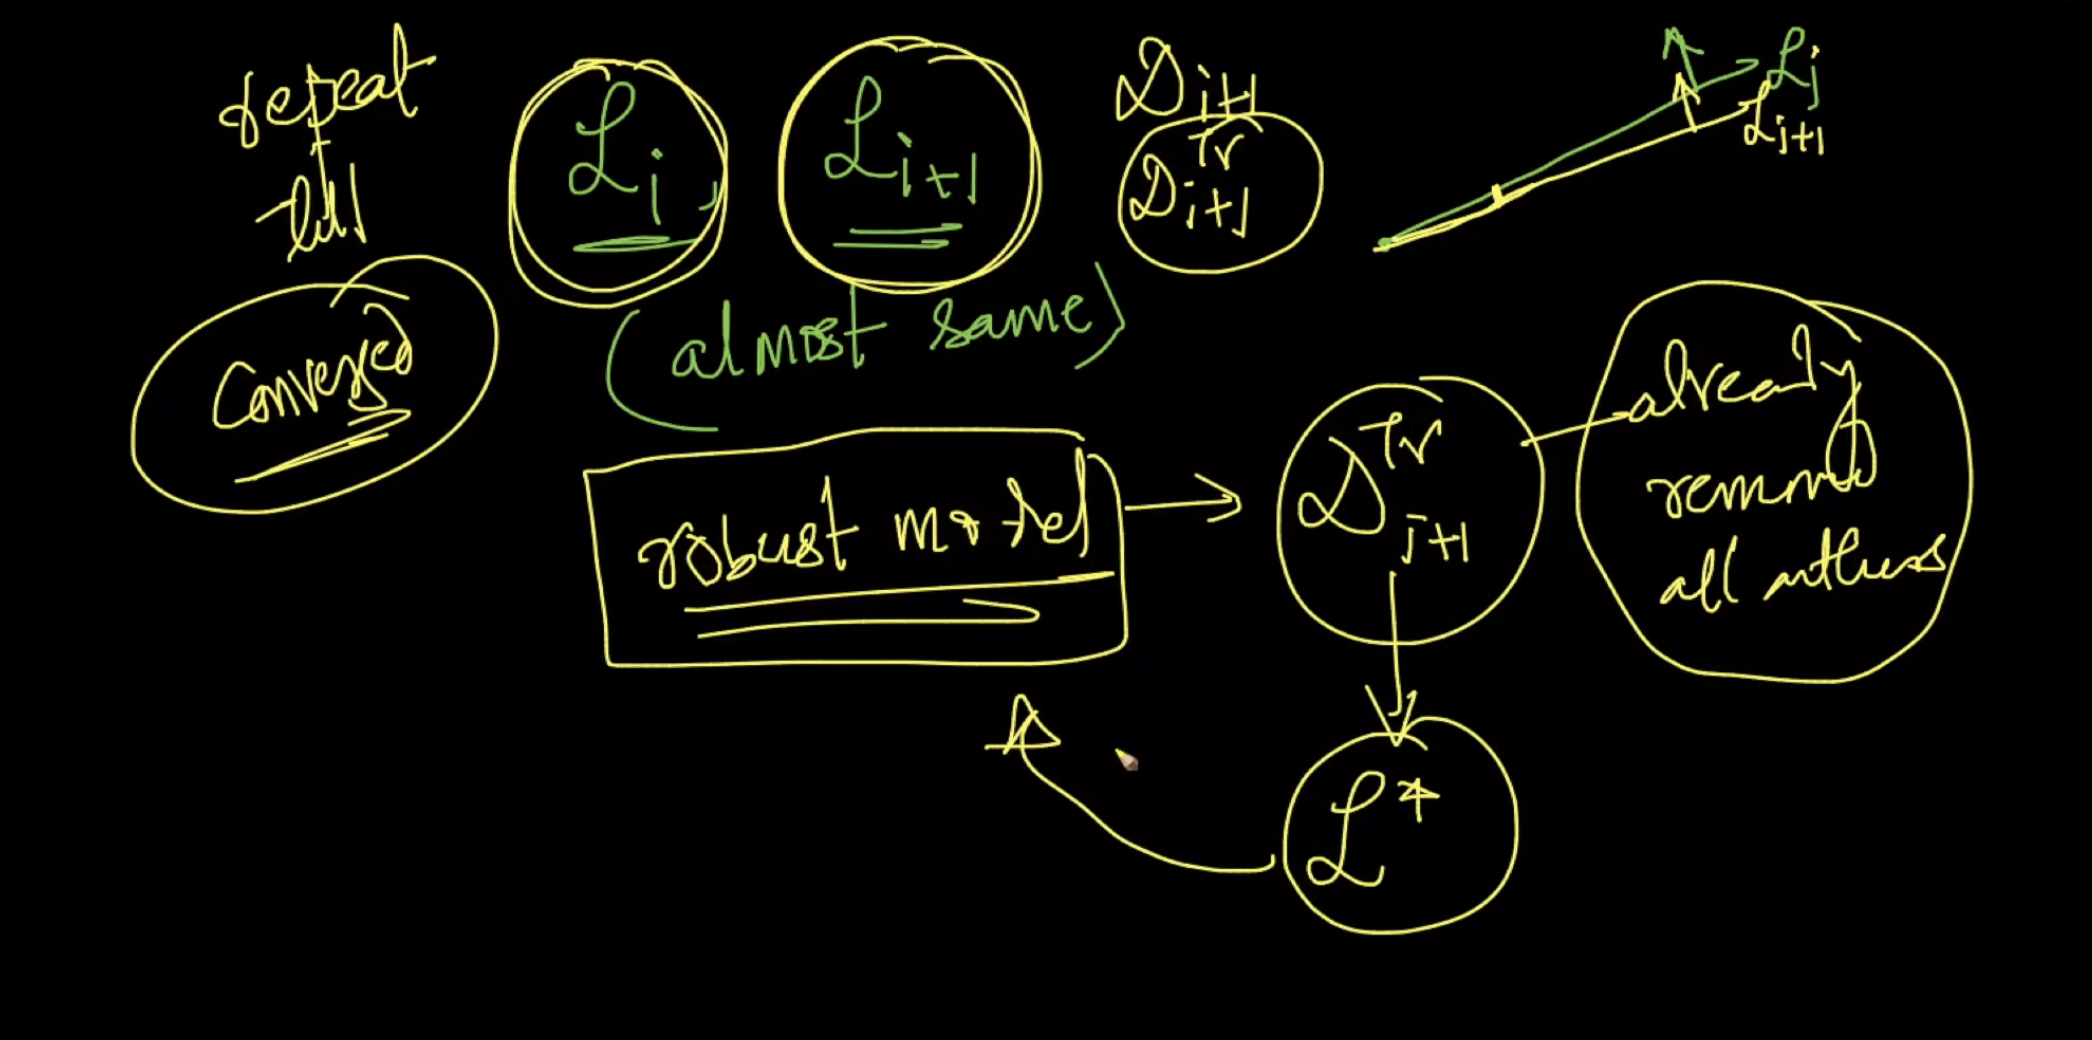 repeat
till
Converged
L_i , L_{i+1} D_{i+1}
D^{Tr}_{i+1}
L_j
L_{j+1}
(almost same)
robust model → D^{Tr}_{j+1}
already
all outliers
L*